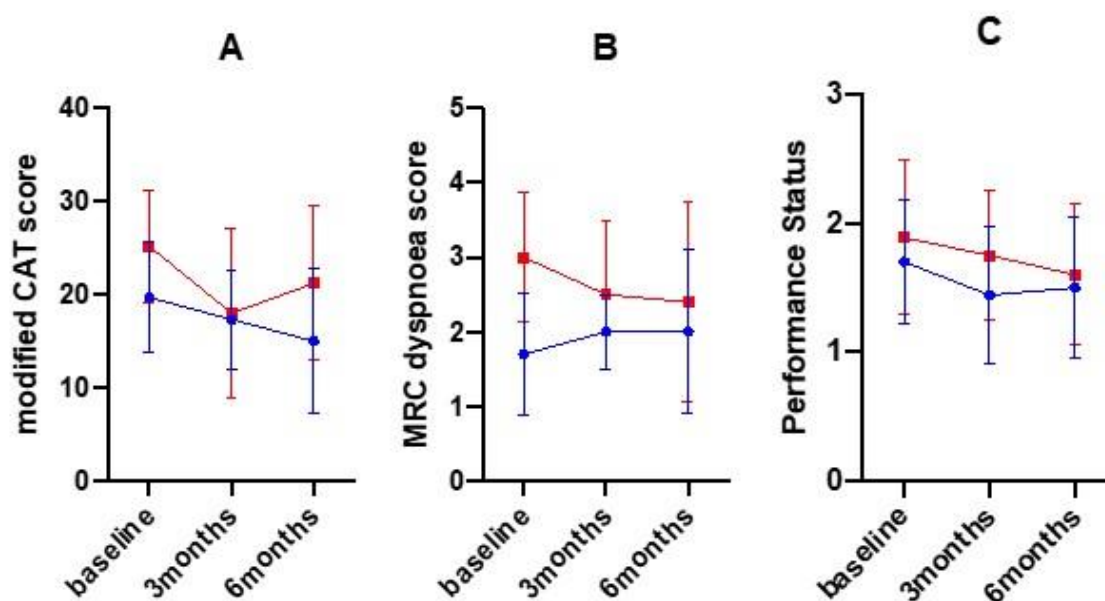 A
modified CAT score
40
30
20
10
0
baseline
3months
6months
B
MRC dyspnoea score
5
4
3
2
1
0
baseline
3months
6months
C
Performance Status
3
2
1
0
baseline
3months
6months